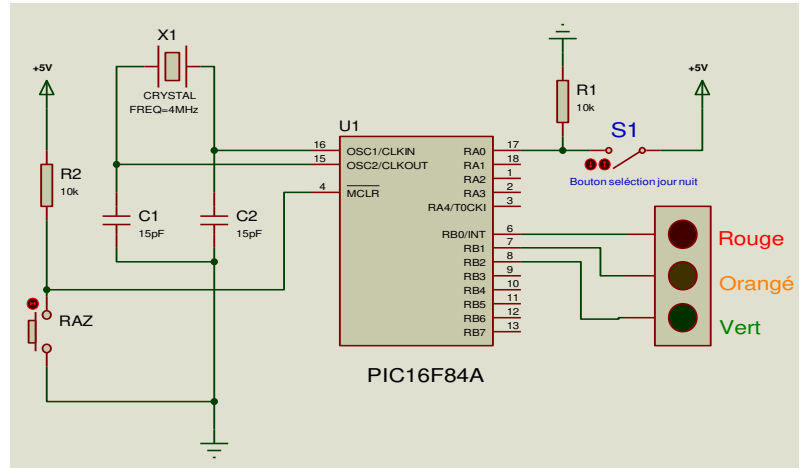 X1
CRYSTAL
FREQ=4MHz
+5V
R2
10k
C1
15pF
C2
15pF
RAZ
U1
16 OSC1/CLKIN
15 OSC2/CLKOUT
4 MCLR
RA0 17
RA1 18
RA2 1
RA3 2
RA4/T0CKI 3
RB0/INT 6
RB1 7
RB2 8
RB3 9
RB4 10
RB5 11
RB6 12
RB7 13
PIC16F84A
R1
10k
S1
+5V
Bouton seléction jour nuit
Rouge
Orangé
Vert